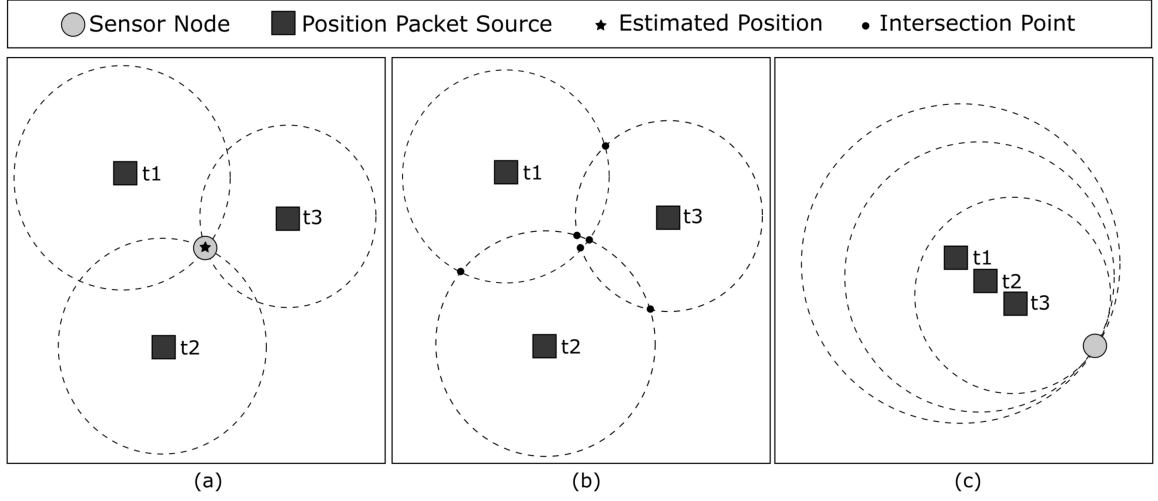 Sensor Node Position Packet Source Estimated Position Intersection Point
t1
t3
t2
t1
t3
t2
t1
t2
t3
(a) (b) (c)